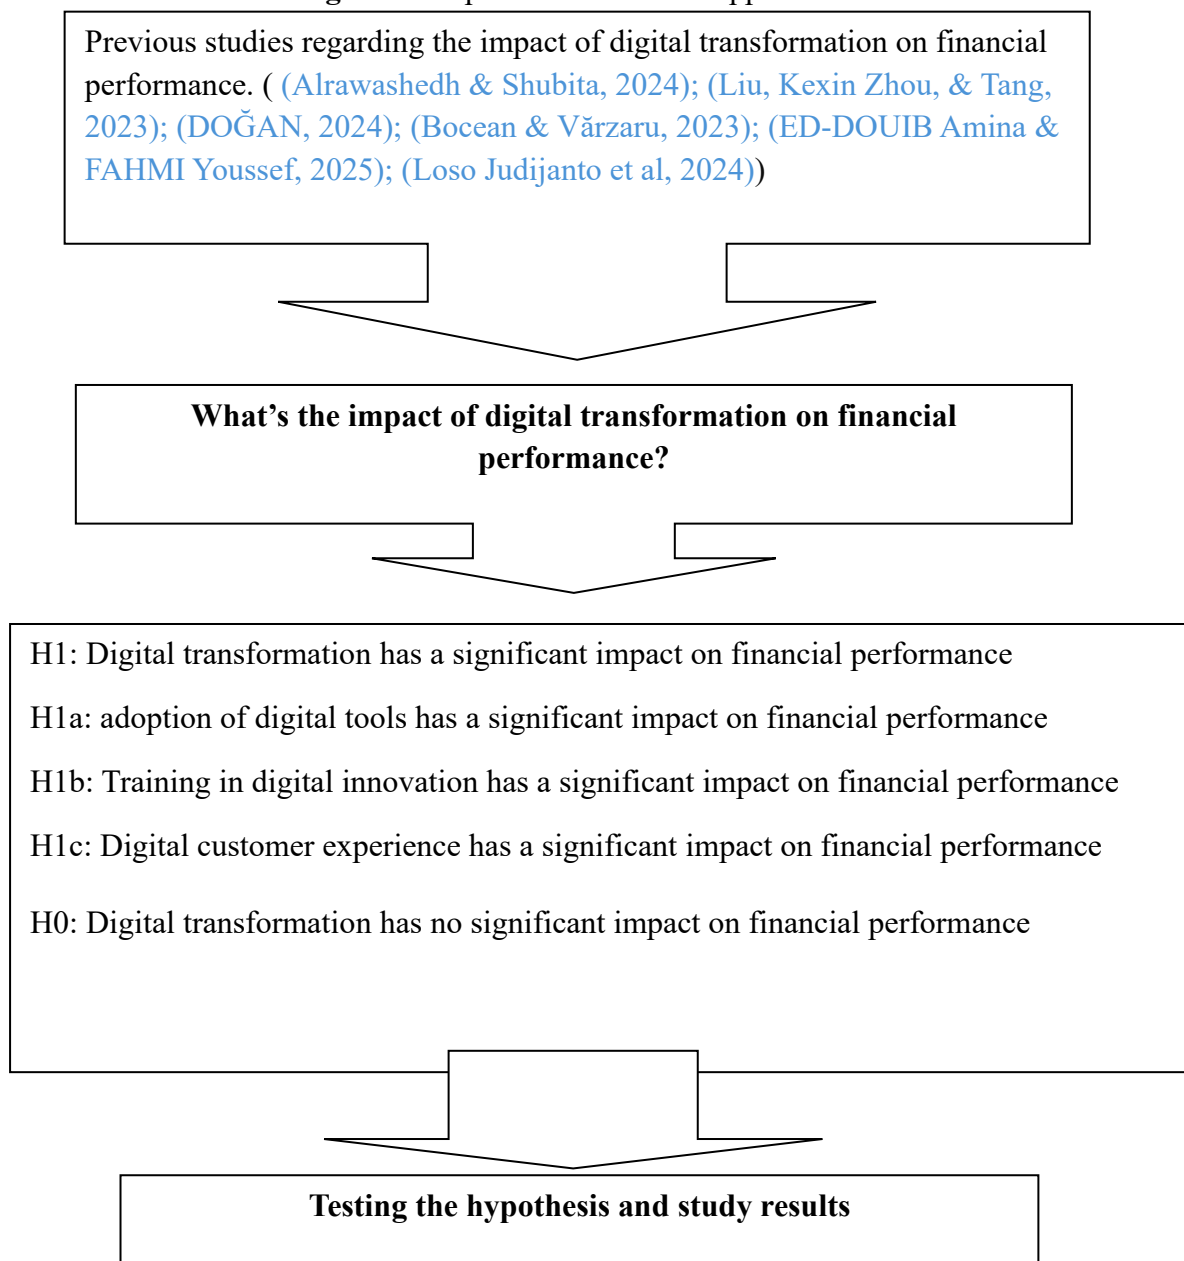 Previous studies regarding the impact of digital transformation on financial
performance. ( (Alrawashedh & Shubita, 2024); (Liu, Kexin Zhou, & Tang,
2023); (DOĞAN, 2024); (Bocean & Vărzaru, 2023); (ED-DOUIB Amina &
FAHMI Youssef, 2025); (Loso Judijanto et al, 2024))
What’s the impact of digital transformation on financial
performance?
H1: Digital transformation has a significant impact on financial performance
H1a: adoption of digital tools has a significant impact on financial performance
H1b: Training in digital innovation has a significant impact on financial performance
H1c: Digital customer experience has a significant impact on financial performance
H0: Digital transformation has no significant impact on financial performance
Testing the hypothesis and study results